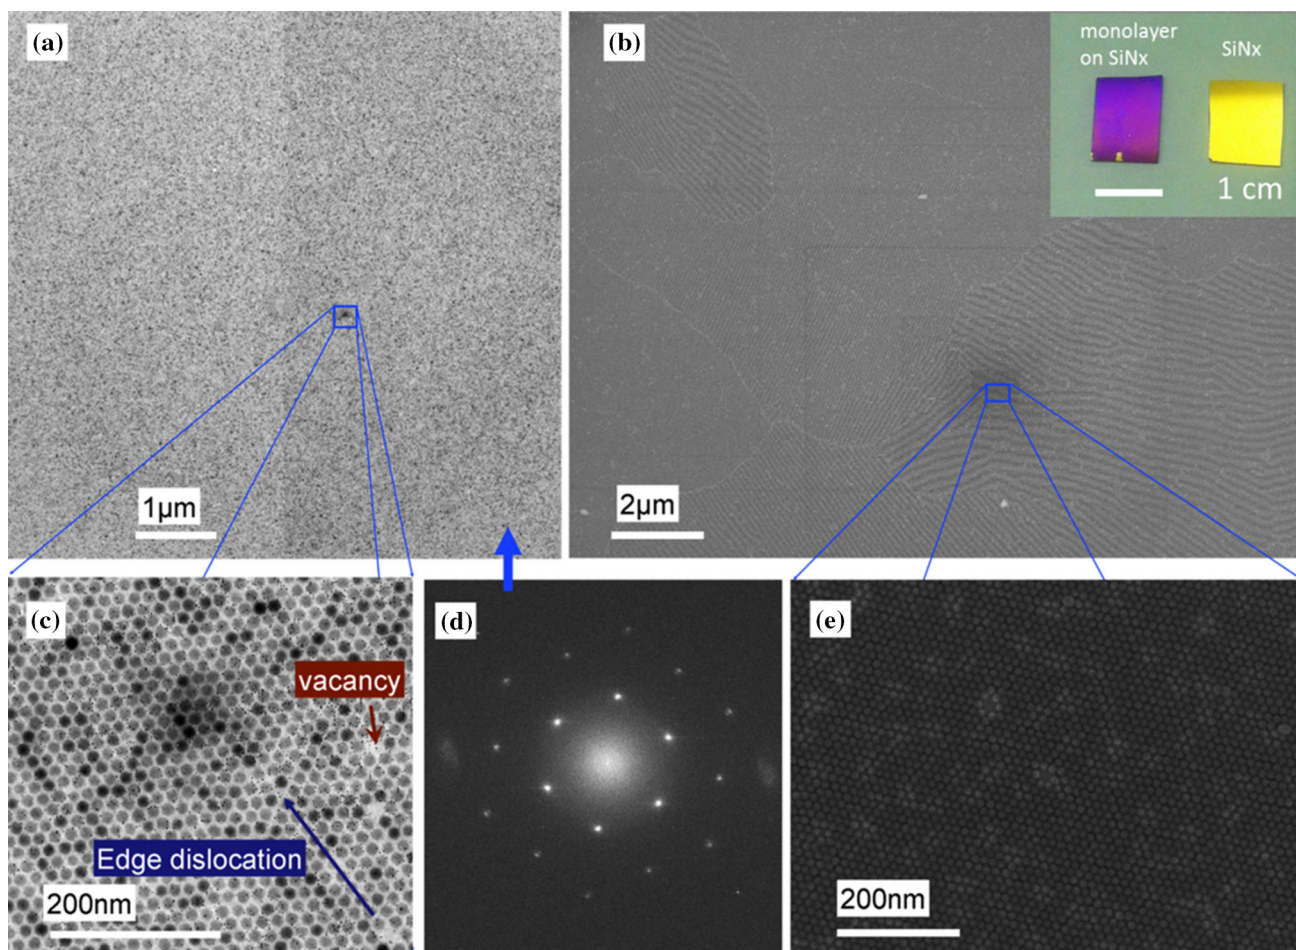 (a)
1μm
(b)
monolayer
on SiNx
SiNx
1 cm
2μm
(c)
vacancy
Edge dislocation
200nm
(d)
(e)
200nm